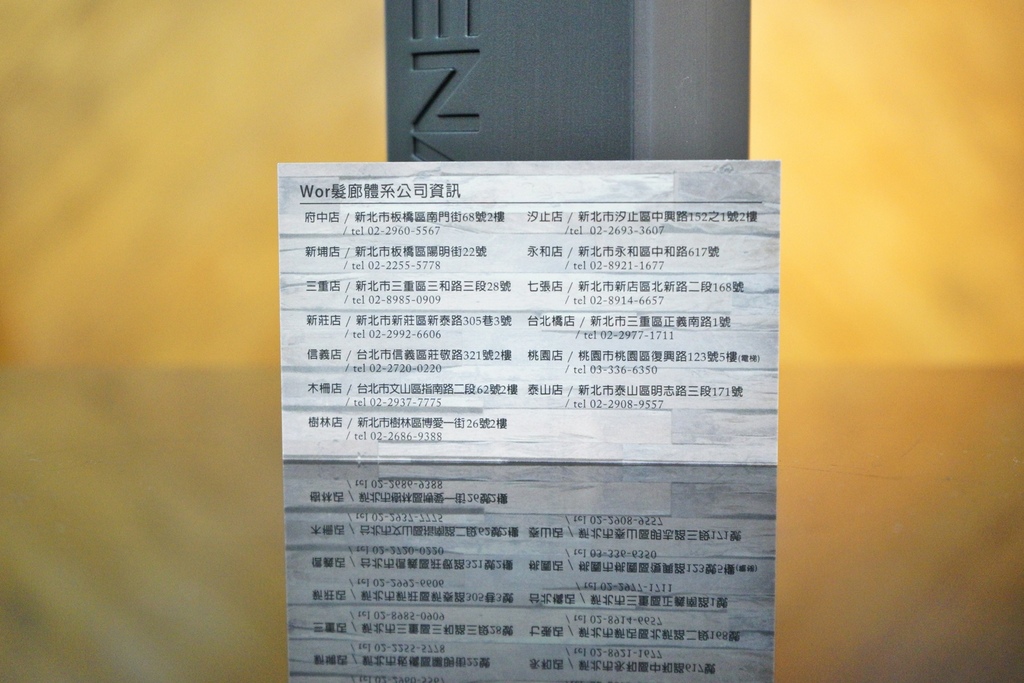 Wor髮廊體系公司資訊
府中店 / 新北市板橋區南門街68號2樓
/ tel 02-2960-5567
新埔店 / 新北市板橋區陽明街22號
/ tel 02-2255-5778
三重店 / 新北市三重區三和路三段28號
/ tel 02-8985-0909
新莊店 / 新北市新莊區新泰路305巷3號
/ tel 02-2992-6606
信義店 / 台北市信義區莊敬路321號2樓
/ tel 02-2720-0220
木柵店 / 台北市文山區指南路二段62號2樓
/ tel 02-2937-7775
樹林店 / 新北市樹林區博愛一街26號2樓
/ tel 02-2686-9388
汐止店 / 新北市汐止區中興路152之1號2樓
/tel 02-2693-3607
永和店 / 新北市永和區中和路617號
/ tel 02-8921-1677
七張店 / 新北市新店區北新路二段168號
/ tel 02-8914-6657
台北橋店 / 新北市三重區正義南路1號
/ tel 02-2977-1711
桃園店 / 桃園市桃園區復興路123號5樓(電梯)
/ tel 03-336-6350
泰山店 / 新北市泰山區明志路三段171號
/ tel 02-2908-9557